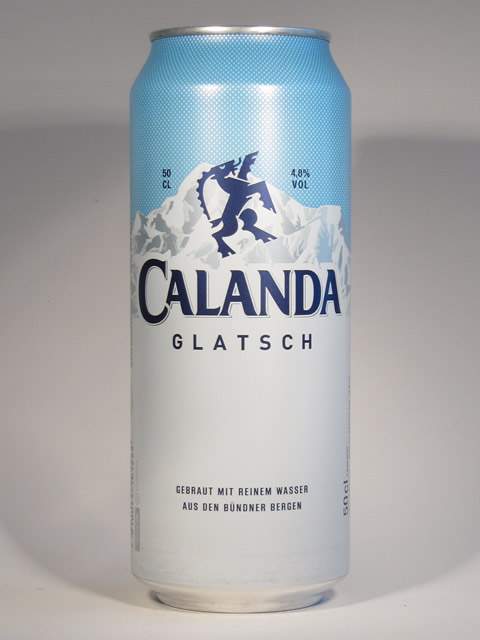 50 CL
4,8% VOL
CALANDA
GLATSCH
GEBRAUT MIT REINEM WASSER
AUS DEN BÜNDNER BERGEN
50cl